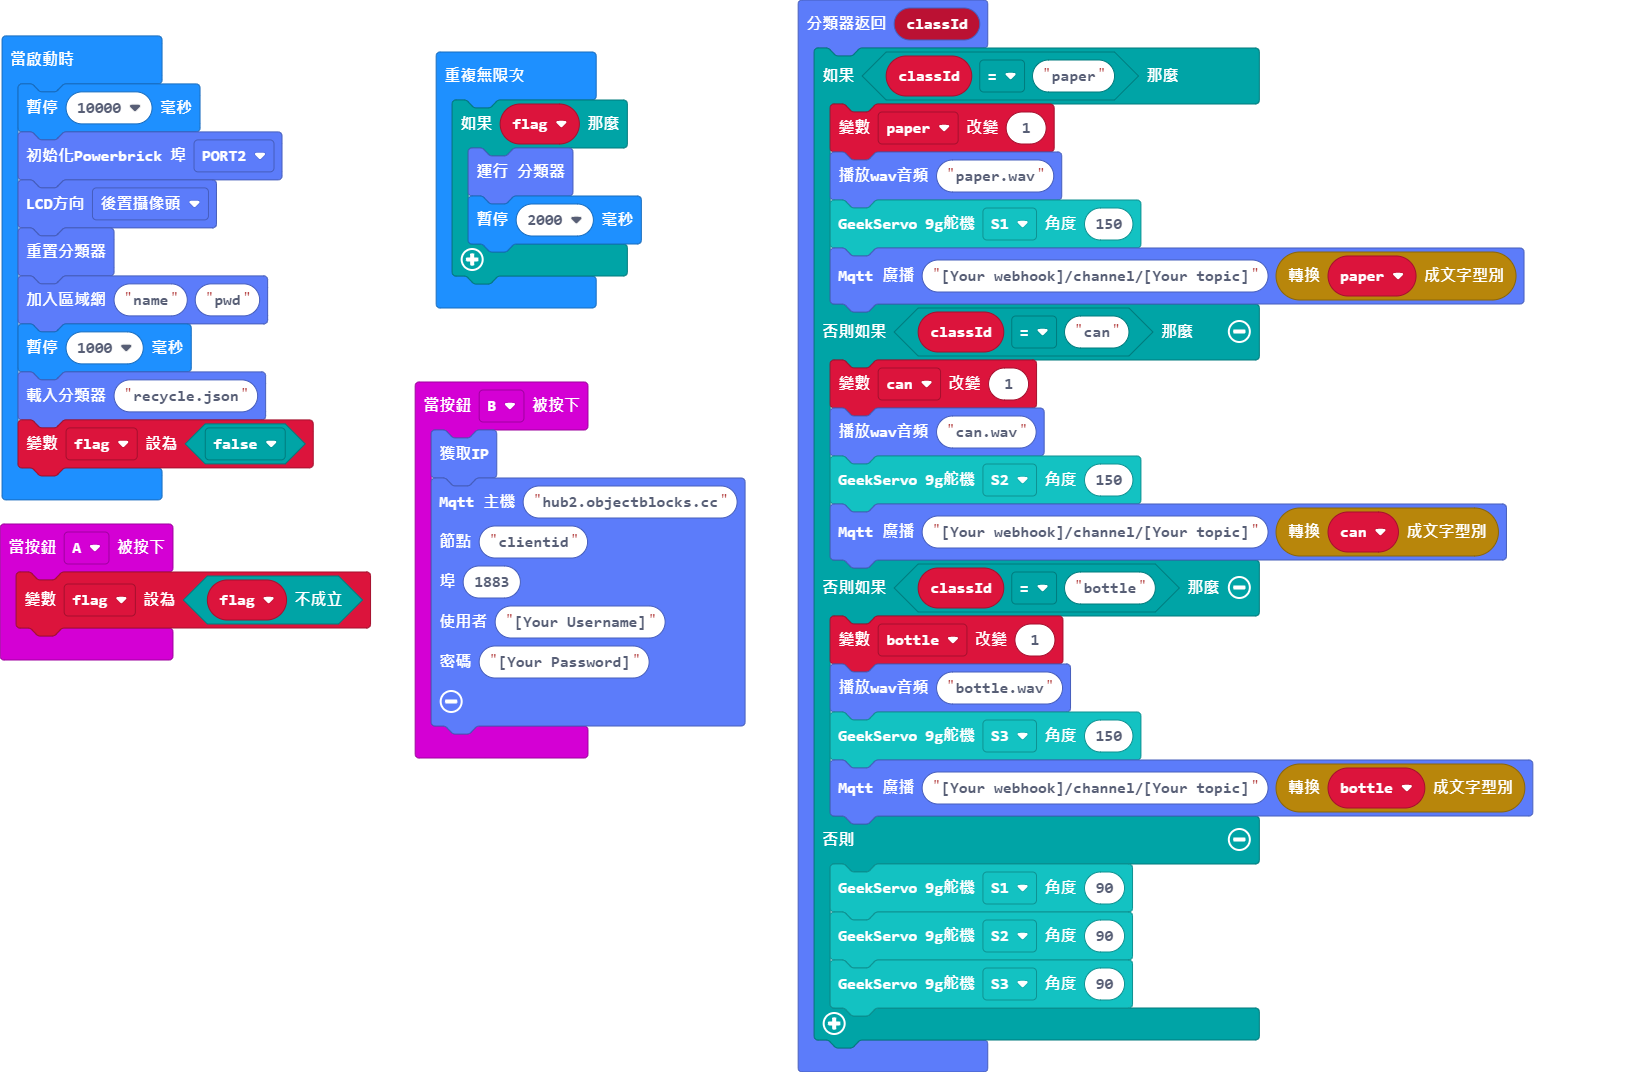 當啟動時
暫停 10000 毫秒
初始化Powerbrick 埠 PORT2
LCD方向 後置攝像頭
重置分類器
加入區域網 "name" "pwd"
暫停 1000 毫秒
載入分類器 "recycle.json"
變數 flag 設為 false
當按鈕 A 被按下
變數 flag 設為 flag 不成立
重複無限次
如果 flag 那麼
運行 分類器
暫停 2000 毫秒
當按鈕 B 被按下
獲取IP
Mqtt 主機 "hub2.objectblocks.cc"
節點 "clientid"
埠 1883
使用者 "[Your Username]"
密碼 "[Your Password]"
分類器返回 classId
如果 classId = "paper" 那麼
變數 paper 改變 1
播放wav音頻 "paper.wav"
GeekServo 9g舵機 S1 角度 150
Mqtt 廣播 "[Your webhook]/channel/[Your topic]" 轉換 paper 成文字型別
否則如果 classId = "can" 那麼
變數 can 改變 1
播放wav音頻 "can.wav"
GeekServo 9g舵機 S2 角度 150
Mqtt 廣播 "[Your webhook]/channel/[Your topic]" 轉換 can 成文字型別
否則如果 classId = "bottle" 那麼
變數 bottle 改變 1
播放wav音頻 "bottle.wav"
GeekServo 9g舵機 S3 角度 150
Mqtt 廣播 "[Your webhook]/channel/[Your topic]" 轉換 bottle 成文字型別
否則
GeekServo 9g舵機 S1 角度 90
GeekServo 9g舵機 S2 角度 90
GeekServo 9g舵機 S3 角度 90